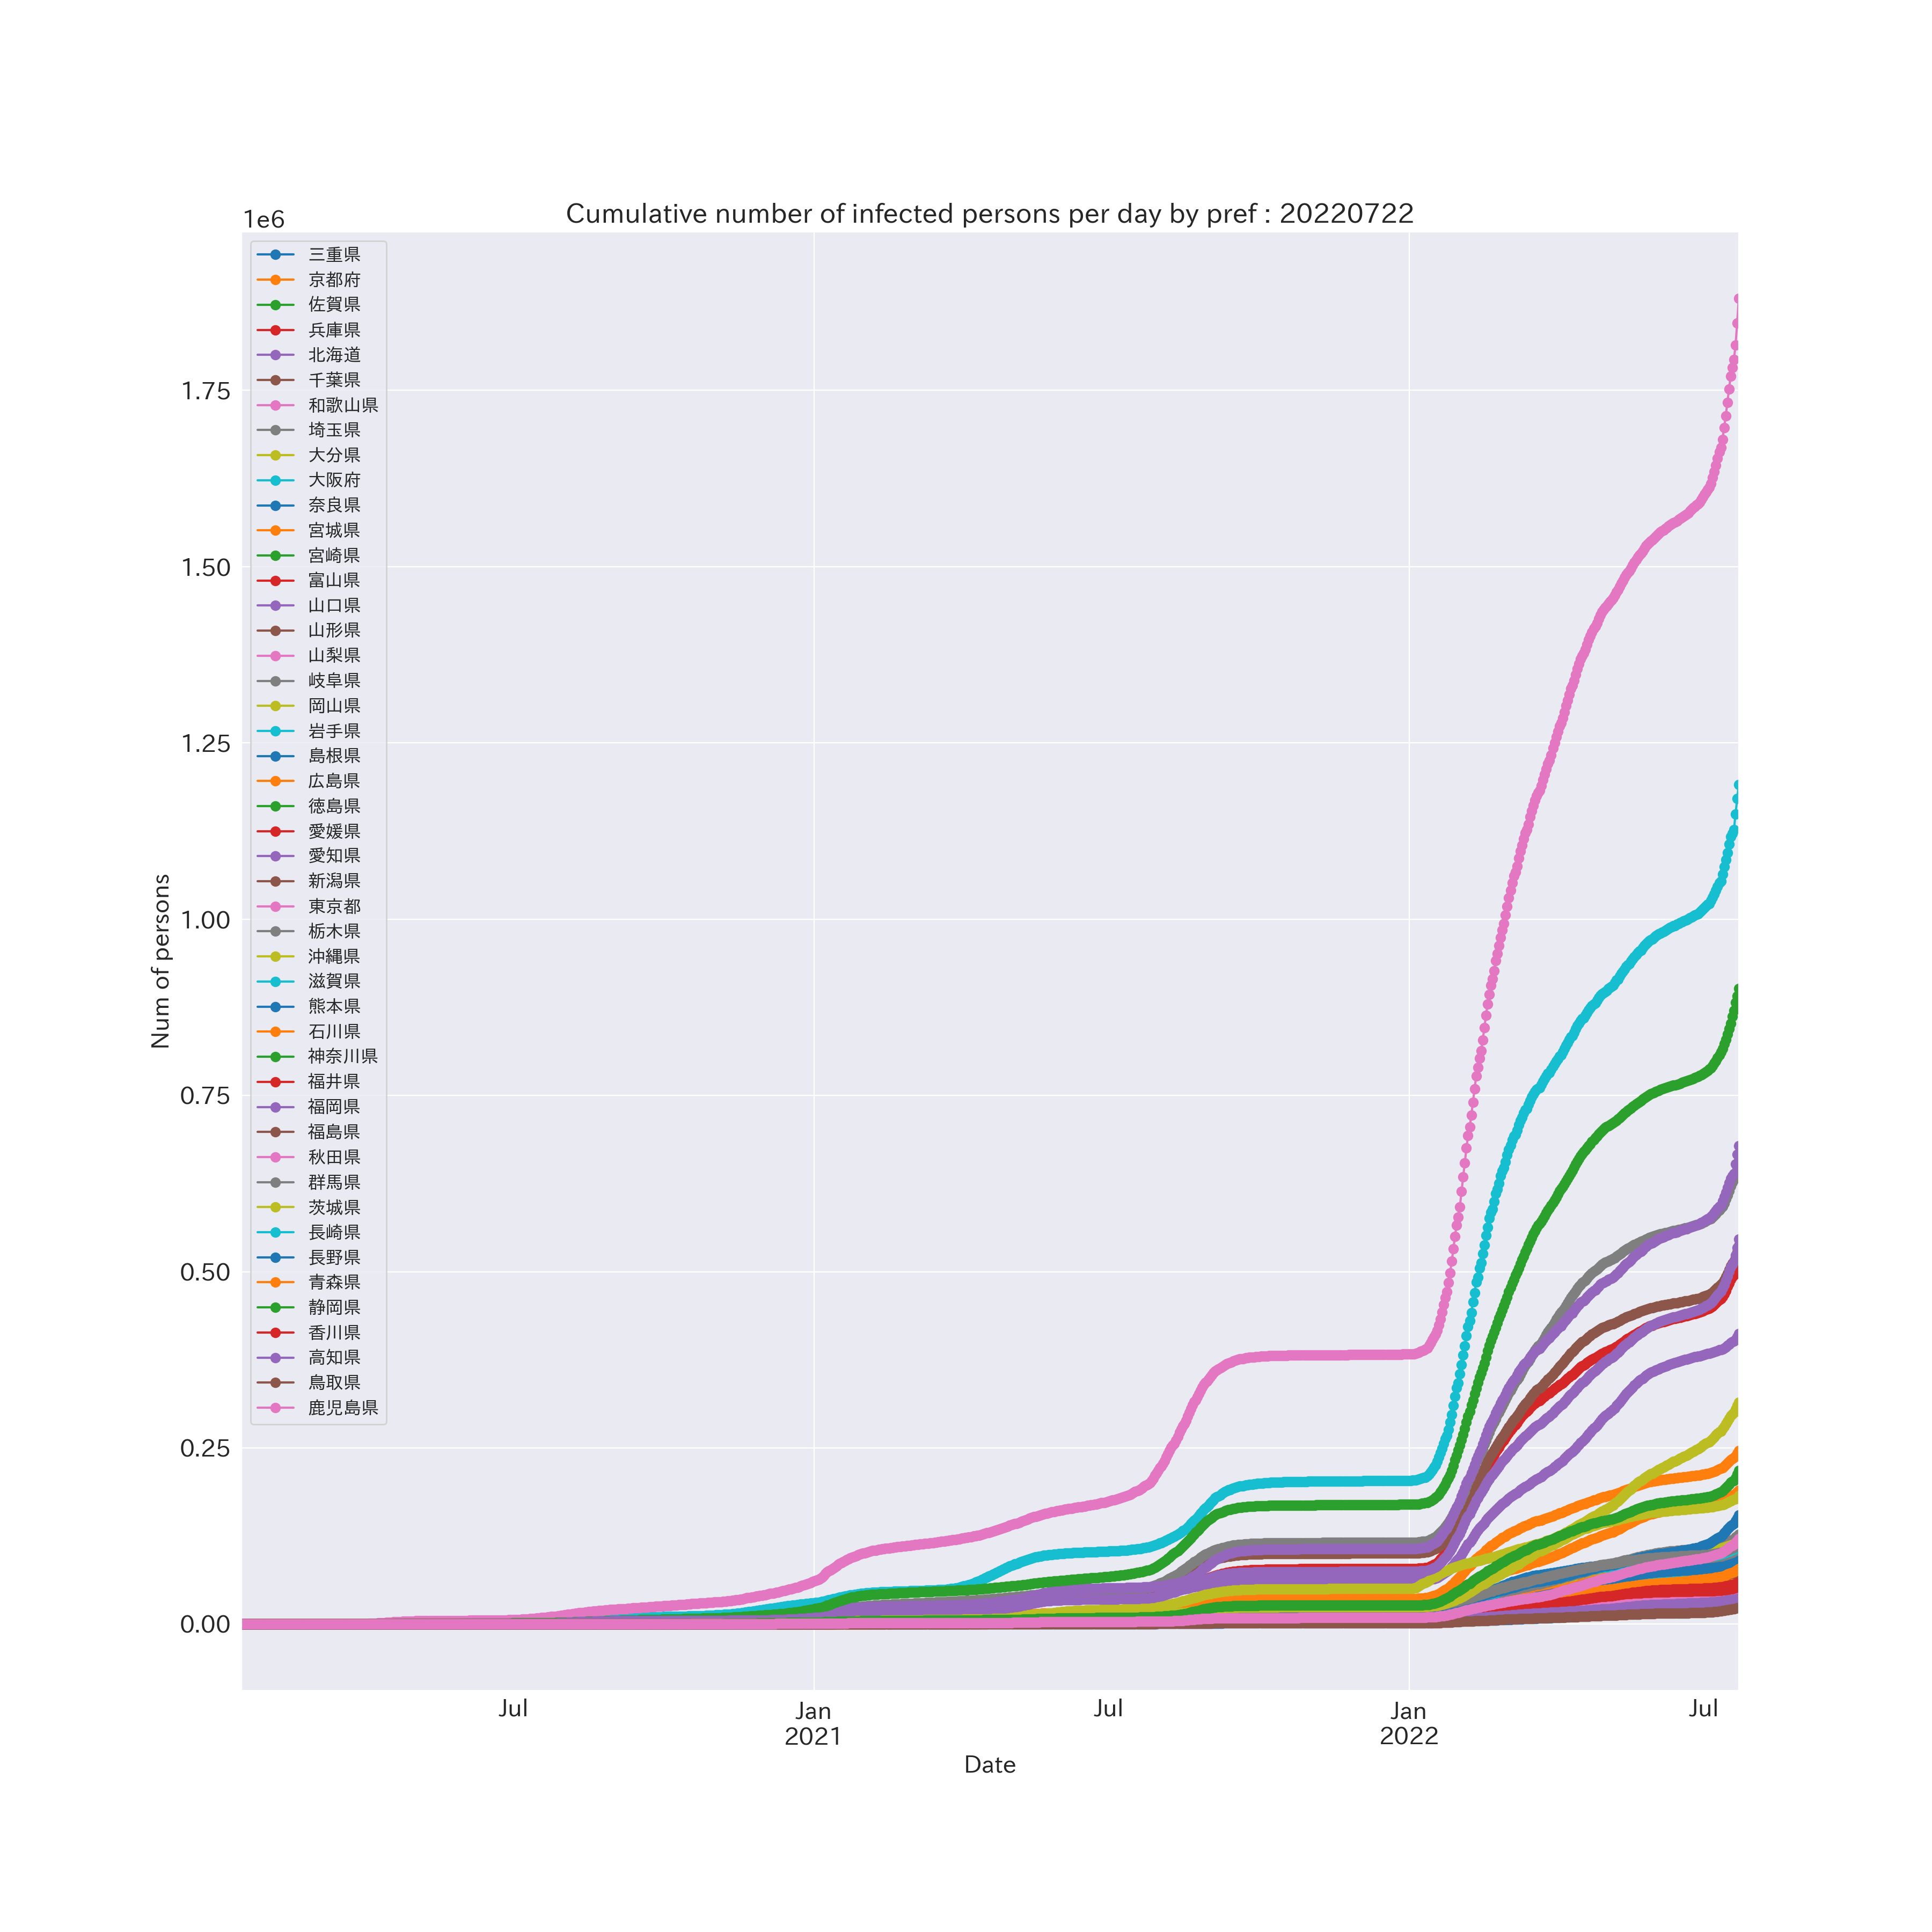 Cumulative number of infected persons per day by pref : 20220722
1e6
三重県
京都府
佐賀県
兵庫県
北海道
千葉県
和歌山県
埼玉県
大分県
大阪府
奈良県
宮城県
宮崎県
富山県
山口県
山形県
山梨県
岐阜県
岡山県
岩手県
島根県
広島県
徳島県
愛媛県
愛知県
新潟県
東京都
栃木県
沖縄県
滋賀県
熊本県
石川県
神奈川県
福井県
福岡県
福島県
秋田県
群馬県
茨城県
長崎県
長野県
青森県
静岡県
香川県
高知県
鳥取県
鹿児島県
1.75
1.50
1.25
1.00
0.75
0.50
0.25
0.00
Num of persons
Jul
Jan
2021
Jul
Jan
2022
Jul
Date